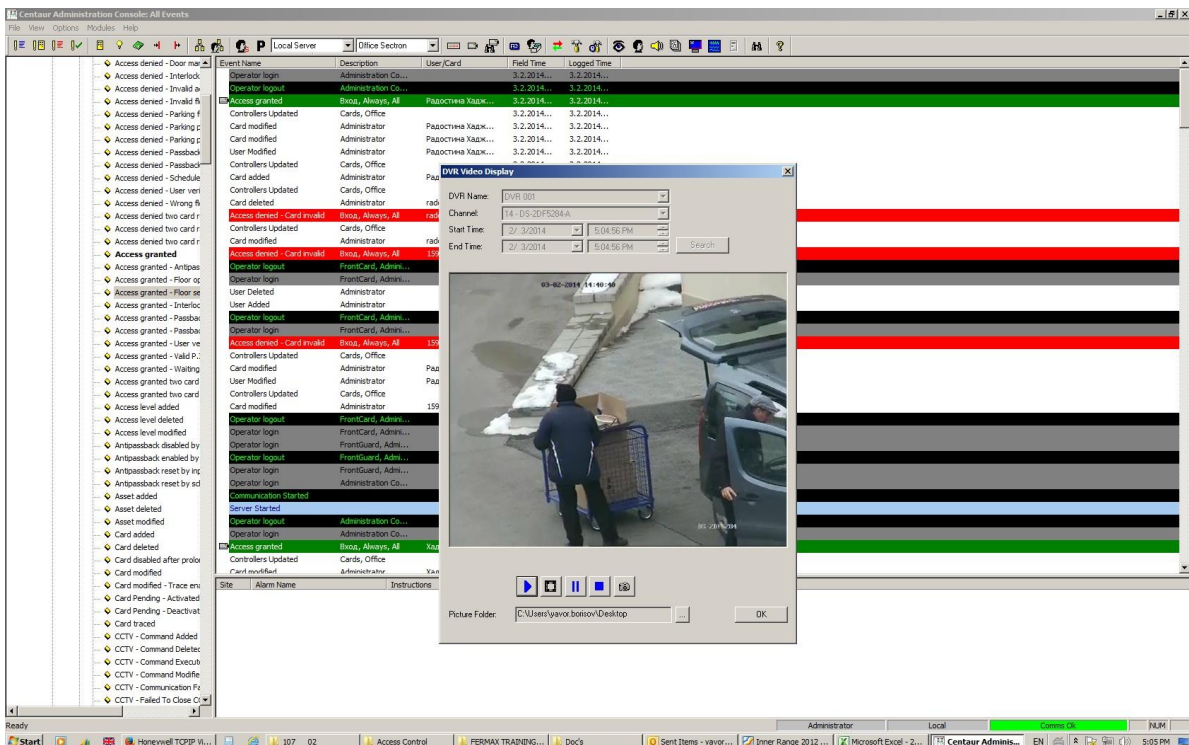 Centaur Administration Console: All Events
File View Options Modules Help
P Local Server Office Sectron
Access denied - Door ma
Access denied - Interlock
Access denied - Invalid a
Access denied - Invalid fl
Access denied - Parking f
Access denied - Parking p
Access denied - Parking p
Access denied - Passback
Access denied - Passback
Access denied - Schedule
Access denied - User veri
Access denied - Wrong fl
Access denied two card r
Access denied two card r
Access denied two card r
Access granted
Access granted - Antipas
Access granted - Floor op
Access granted - Floor se
Access granted - Interloc
Access granted - Passbac
Access granted - Passbac
Access granted - User ve
Access granted - Valid P.
Access granted - Waiting
Access granted two card
Access granted two card
Access level added
Access level deleted
Access level modified
Antipassback disabled by
Antipassback enabled by
Antipassback reset by inp
Antipassback reset by sch
Asset added
Asset deleted
Asset modified
Card added
Card deleted
Card disabled after prolo
Card modified
Card modified - Trace ena
Card Pending - Activated
Card Pending - Deactivat
Card traced
CCTV - Command Added
CCTV - Command Deleted
CCTV - Command Execut
CCTV - Command Modifie
CCTV - Communication Fa
CCTV - Failed To Close C
Event Name Description User/Card Field Time Logged Time
Operator login Administration Co... 3.2.2014... 3.2.2014...
Operator logout Administration Co... 3.2.2014... 3.2.2014...
Access granted Вход, Always, All Радостина Хадж... 3.2.2014... 3.2.2014...
Controllers Updated Cards, Office 3.2.2014... 3.2.2014...
Card modified Administrator Радостина Хадж... 3.2.2014... 3.2.2014...
Card modified Administrator Радостина Хадж... 3.2.2014... 3.2.2014...
User Modified Administrator Радостина Хадж... 3.2.2014... 3.2.2014...
Controllers Updated Cards, Office
Card added Administrator Рад
Controllers Updated Cards, Office
Card deleted Administrator rad
Access denied - Card invalid Вход, Always, All rad
Controllers Updated Cards, Office
Card modified Administrator rad
Access denied - Card invalid Вход, Always, All 159
Operator logout FrontCard, Admini...
Operator login FrontCard, Admini...
User Deleted Administrator
User Added Administrator
Operator logout FrontCard, Admini...
Operator login FrontCard, Admini...
Access denied - Card invalid Вход, Always, All 159
Controllers Updated Cards, Office
Card modified Administrator Рад
User Modified Administrator Рад
Controllers Updated Cards, Office
Card modified Administrator 159
Operator logout FrontCard, Admini...
Operator login FrontCard, Admini...
Operator login FrontGuard, Admi...
Operator logout FrontGuard, Admi...
Operator login FrontGuard, Admi...
Operator login Administration Co...
Communication Started
Server Started
Operator logout Administration Co...
Operator login Administration Co...
Access granted Вход, Always, All Хад
Controllers Updated Cards, Office
Card modified Administrator Хад
Site Alarm Name Instructions
DVR Video Display
DVR Name: DVR 001
Channel: 14 - DS-2DF5284-A
Start Time: 2/ 3/2014 5:04:56 PM
End Time: 2/ 3/2014 5:04:56 PM Search
03-02-2014 14:40:40
DS-2DF5284
Picture Folder: C:\Users\yavor.borisov\Desktop ... OK
Ready Administrator Local Comms Ok NUM
Start Honeywell TCPIP Vi... 107 02 Access Control FERMAX TRAINING... Doc's Sent Items - yavor... Inner Range 2012 ... Microsoft Excel - 2... Centaur Adminis... EN 5:05 PM